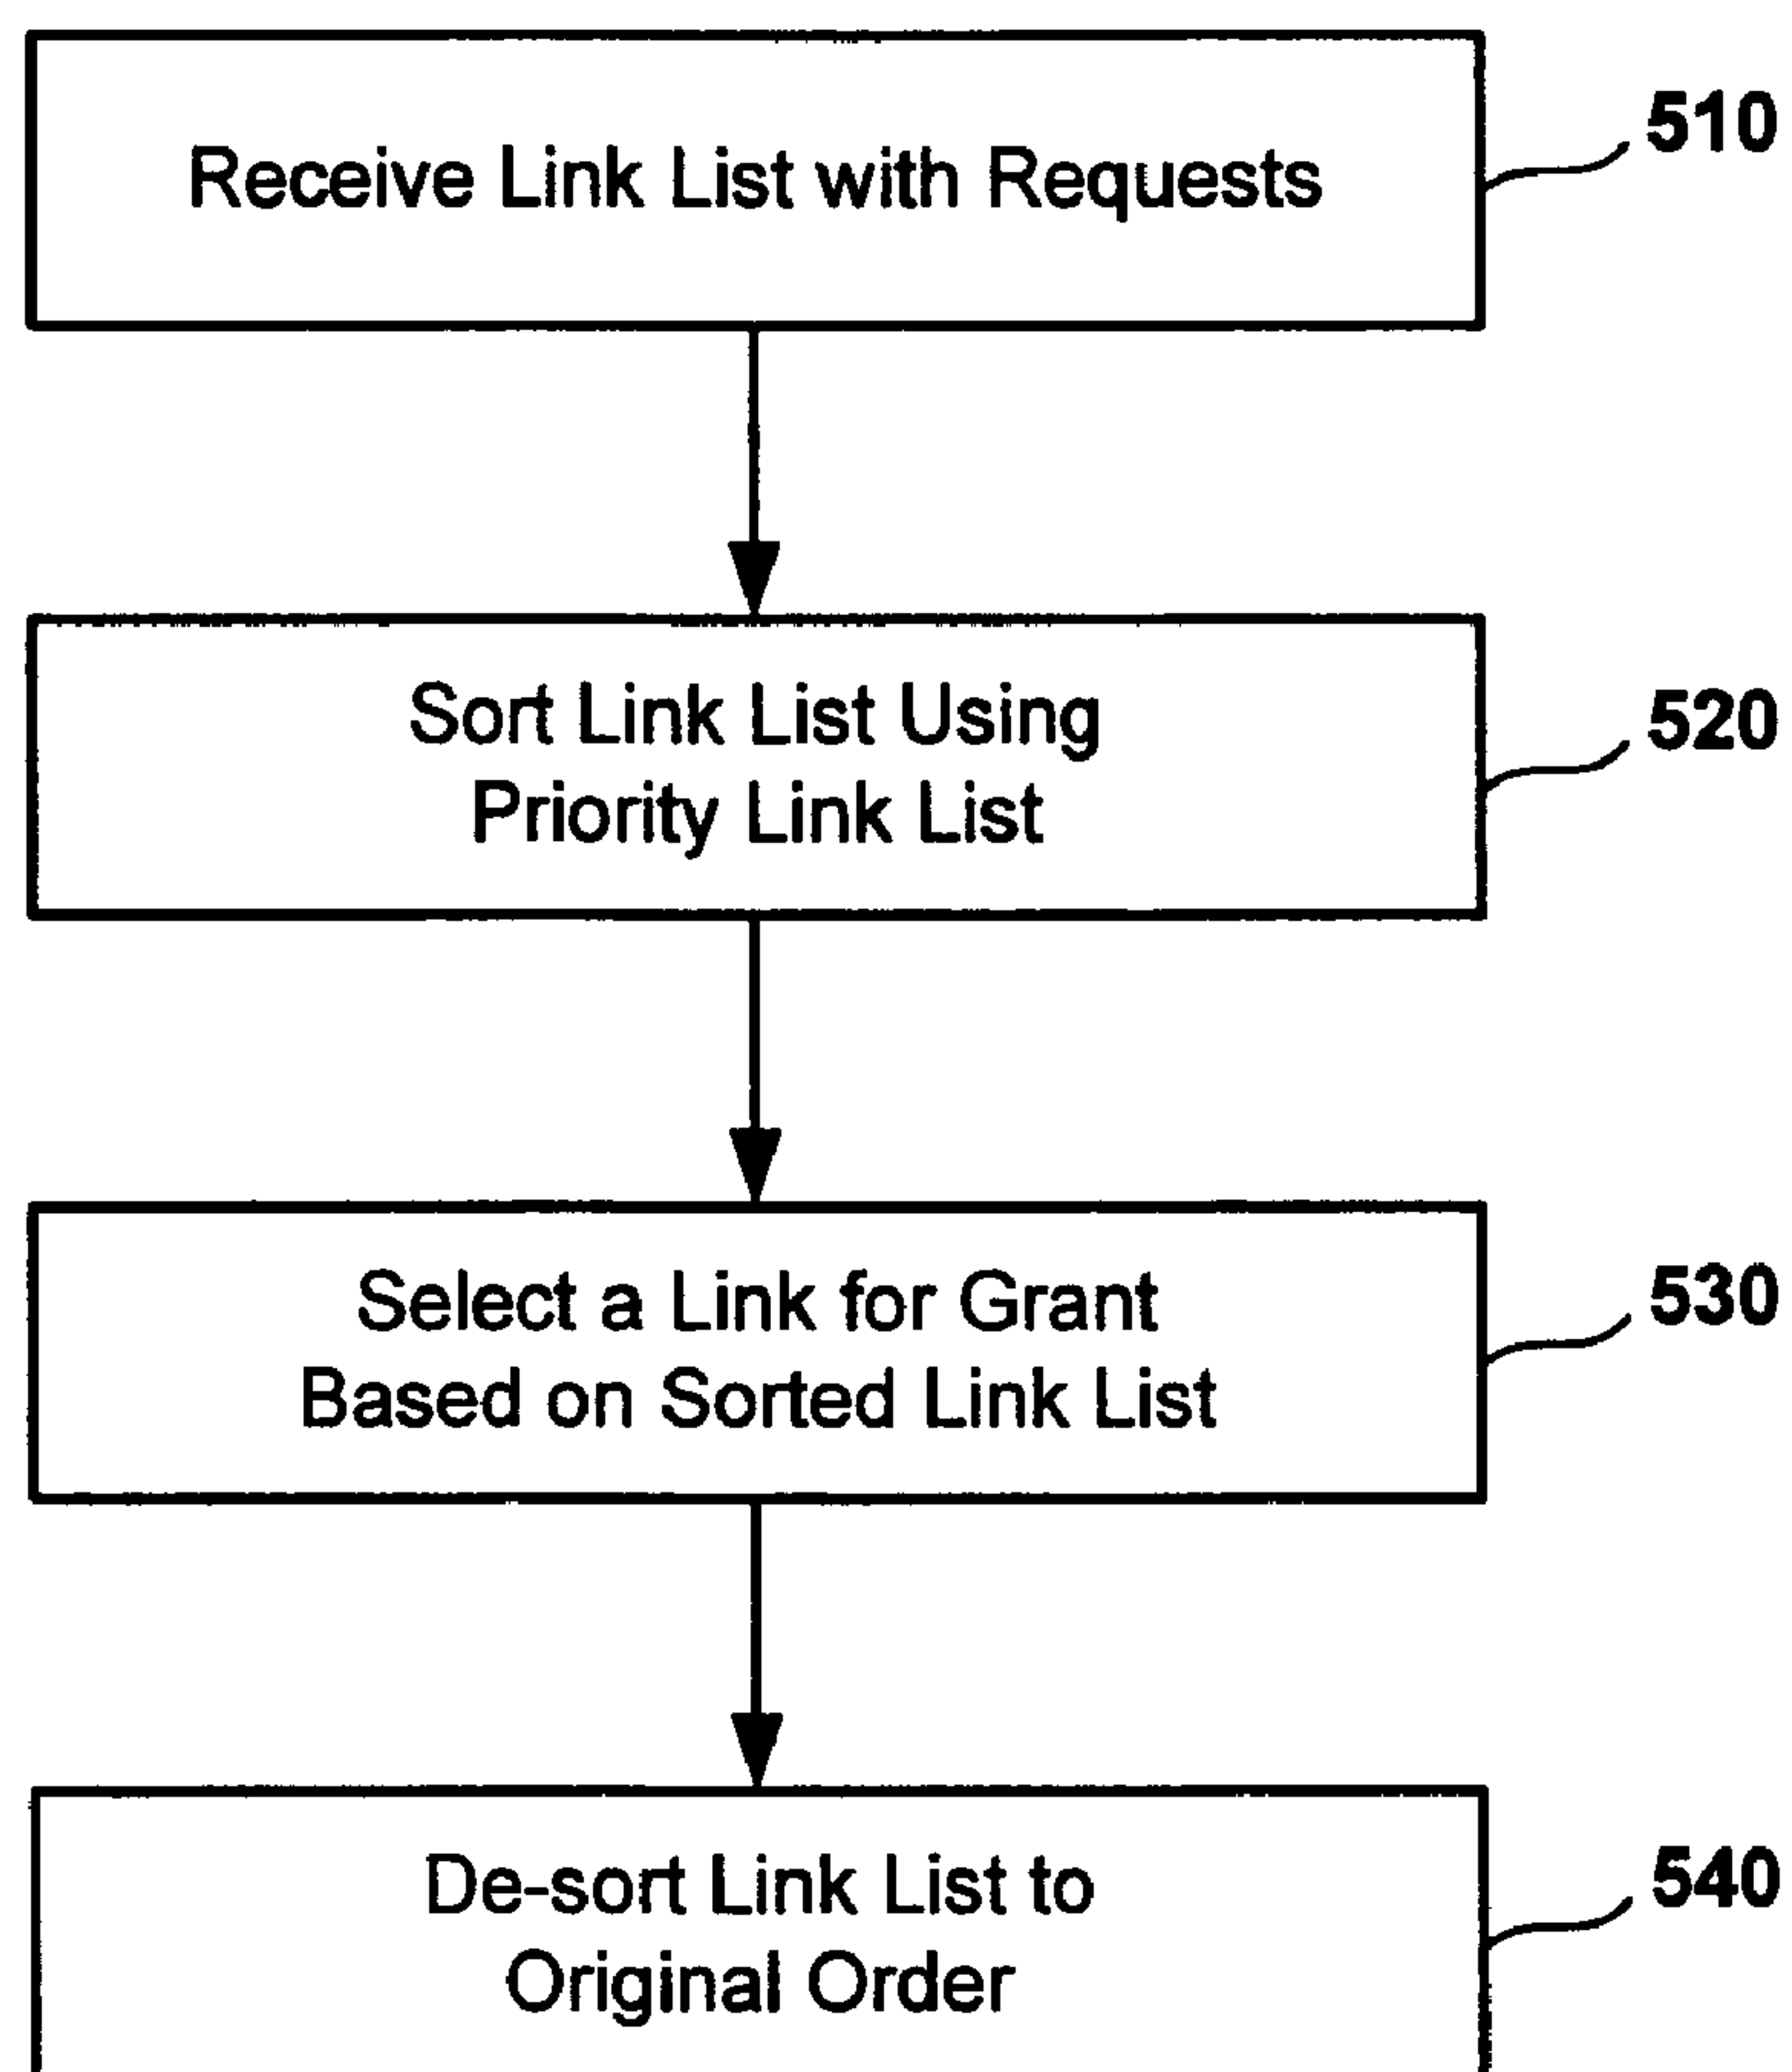 Receive Link List with Requests
510
Sort Link List Using
Priority Link List
520
Select a Link for Grant
Based on Sorted Link List
530
De-sort Link List to
Original Order
540